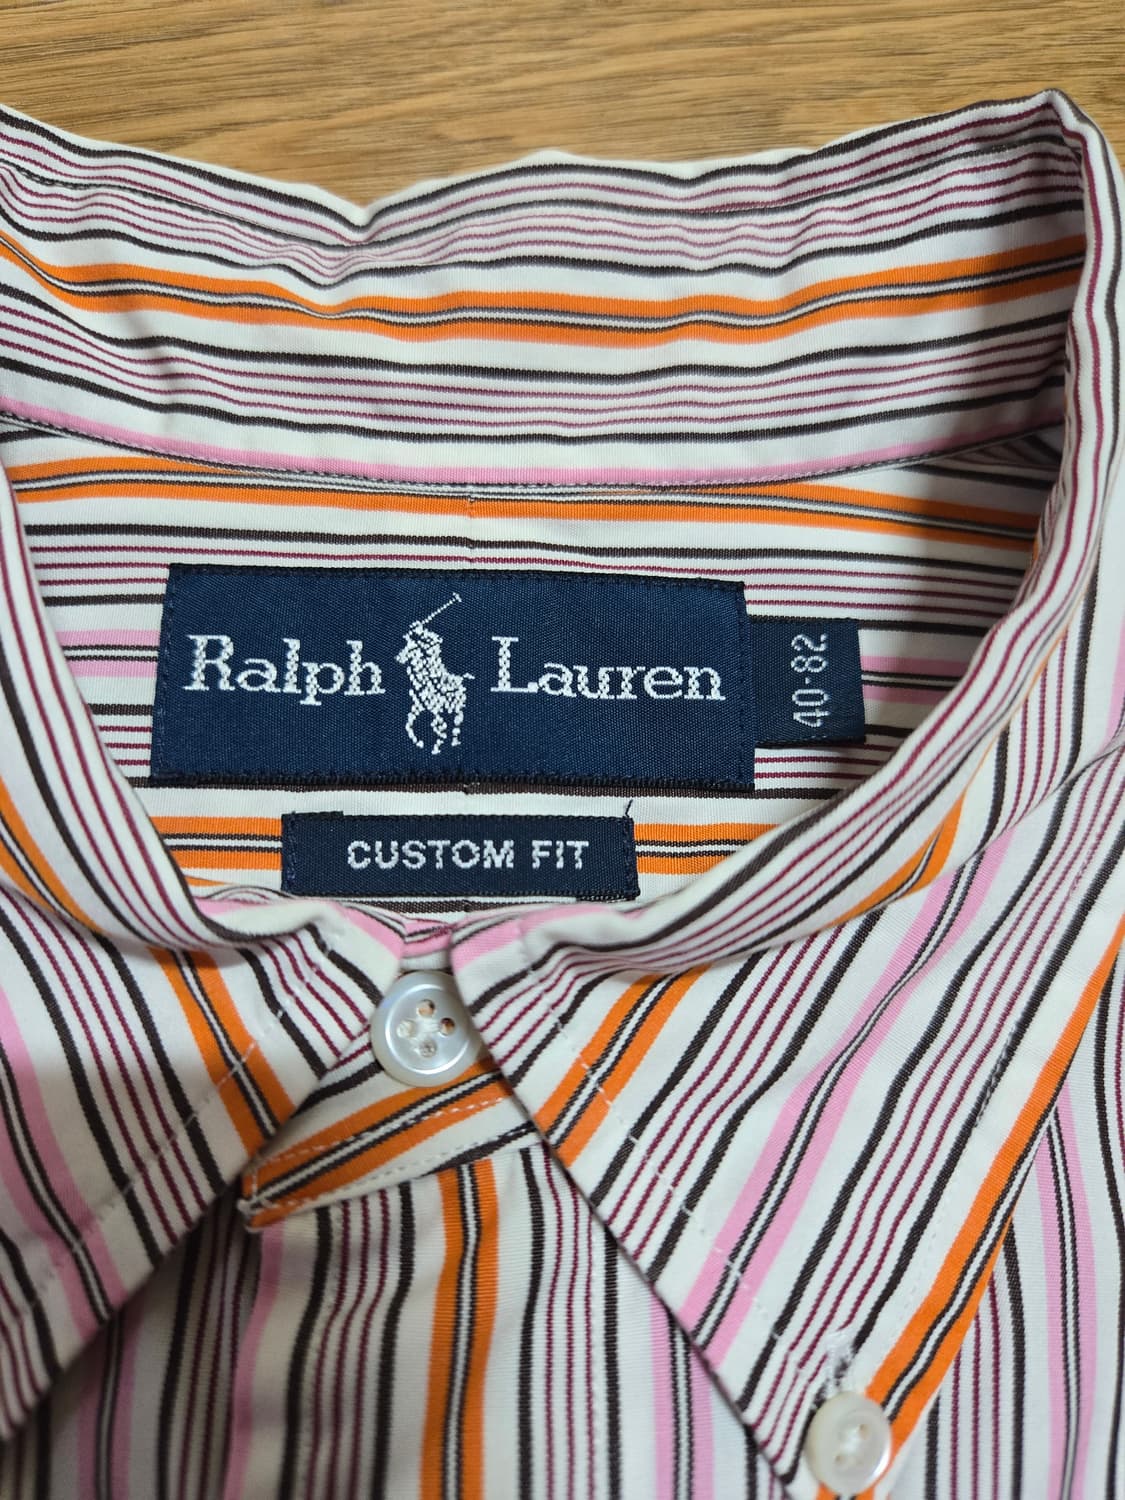 Ralph Lauren
40-82
CUSTOM FIT